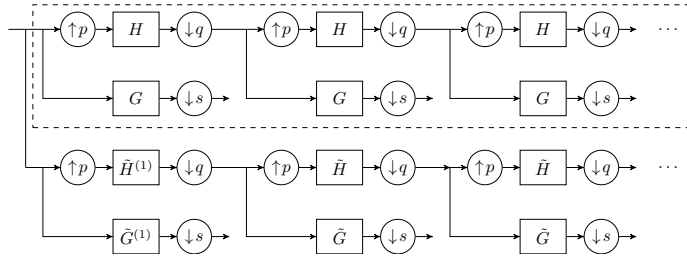 ↑p H ↓q ↑p H ↓q ↑p H ↓q ···
G ↓s G ↓s G ↓s
↑p H̃⁽¹⁾ ↓q ↑p H̃ ↓q ↑p H̃ ↓q ···
G̃⁽¹⁾ ↓s G̃ ↓s G̃ ↓s